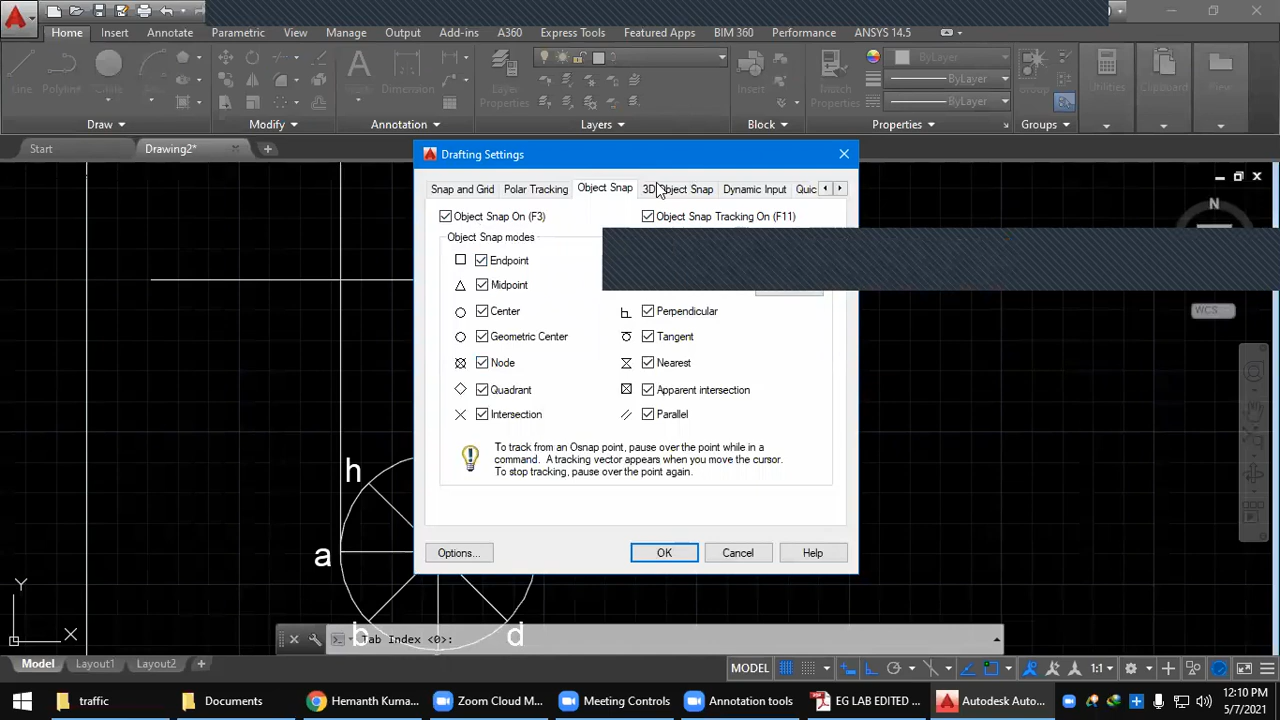 Home Insert Annotate Parametric View Manage Output Add-ins A360 Express Tools Featured Apps BIM 360 Performance ANSYS 14.5
Line Polyline Circle Arc Text Dimension Layer Properties 0 Insert Match Properties ByLayer Group Utilities Clipboard View
ByLayer
ByLayer
Draw Modify Annotation Layers Block Properties Groups
Start Drawing2*
Drafting Settings
Snap and Grid Polar Tracking Object Snap 3D Object Snap Dynamic Input Quic
Object Snap On (F3) Object Snap Tracking On (F11)
Object Snap modes
N
Endpoint
Midpoint
Center Perpendicular
WCS
Geometric Center Tangent
Node Nearest
Quadrant Apparent intersection
Intersection Parallel
To track from an Osnap point, pause over the point while in a
command. A tracking vector appears when you move the cursor.
To stop tracking, pause over the point again.
h
a
Options... OK Cancel Help
Y
X
b d
Tab Index <0>:
Model Layout1 Layout2 + MODEL 1:1
traffic Documents Hemanth Kuma... Zoom Cloud M... Meeting Controls Annotation tools EG LAB EDITED ... Autodesk Auto...
12:10 PM
5/7/2021